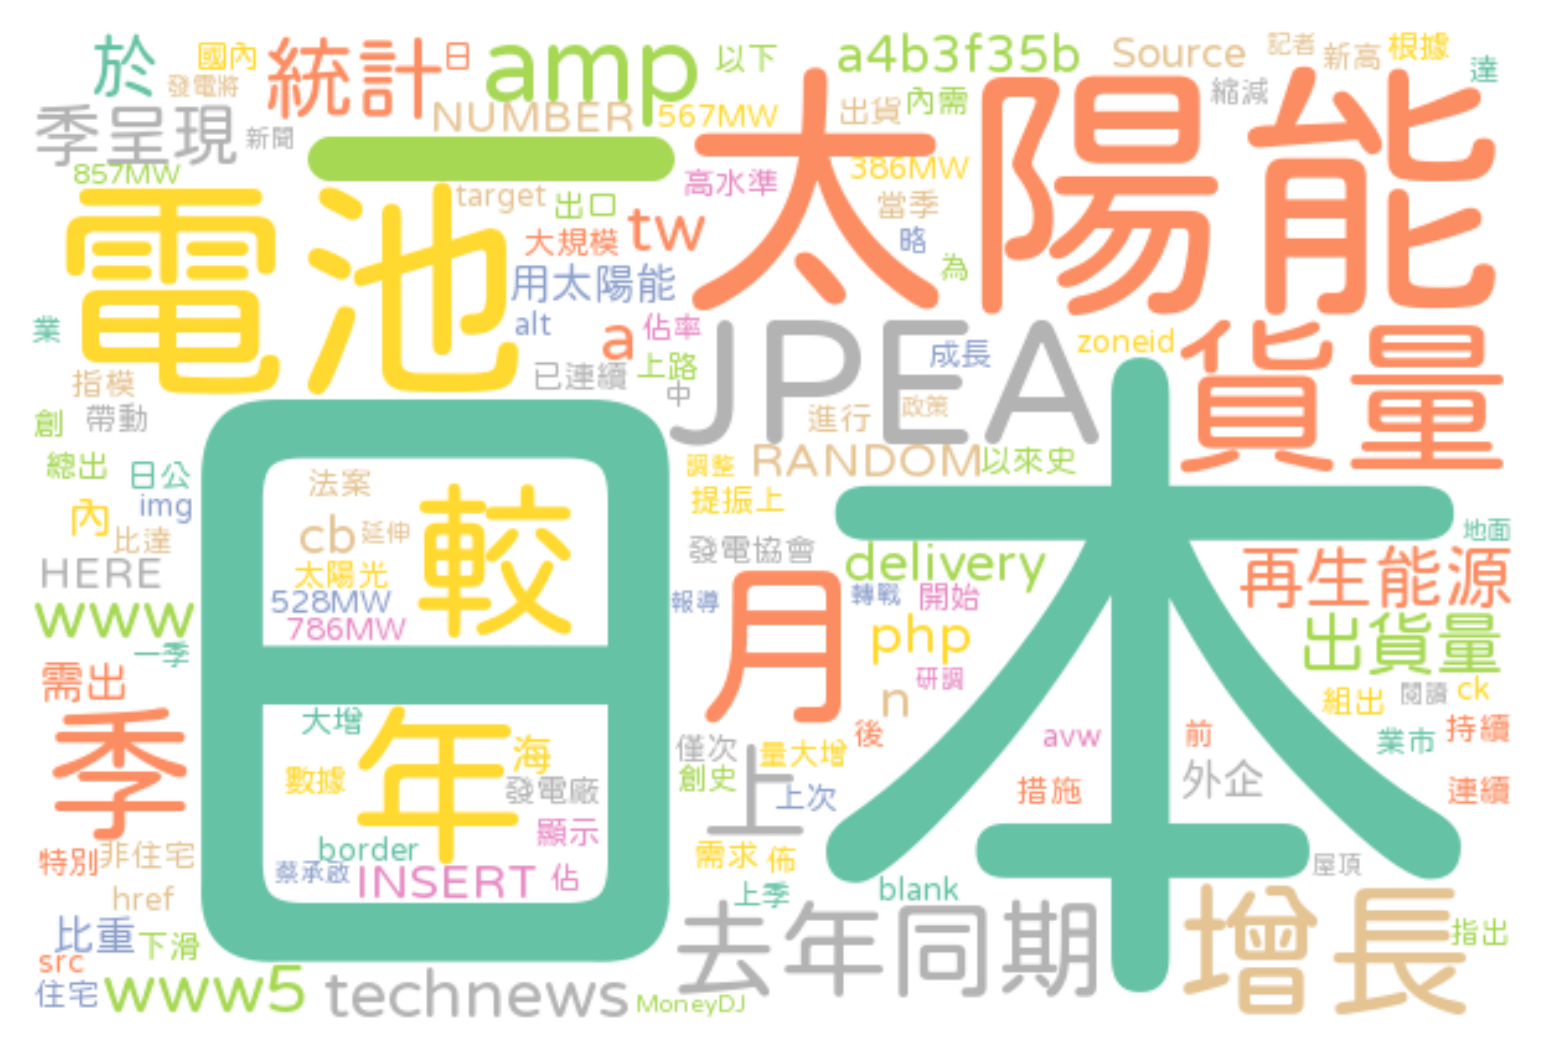 於
國內
發電將
統計
日
amp
以下
a4b3f35b
Source
記者
新高
根據
達
季呈現
新聞
NUMBER
567MW
出貨
內需
縮減
太陽能
一
857MW
電池
target
出口
高水準
386MW
當季
tw
大規模
略
用太陽能
為
業
alt
a
佔率
JPEA
成長
zoneid
貨量
指模
已連續
上路
中
創
帶動
進行
政策
日本
總出
日公
法案
較
調整
RANDOM
以來史
內
img
cb
延伸
提振上
比達
發電協會
地面
HERE
太陽光
delivery
再生能源
www
528MW
報導
月
轉戰
開始
786MW
php
出貨量
一季
需出
研調
n
組出
閱讀
ck
季
大增
年
海
僅次
上
量大增
後
avw
前
業市
持續
數據
發電廠
創史
上次
措施
外企
連續
顯示
特別
非住宅
border
需求
佈
屋頂
蔡承啟
INSERT
佔
上季
blank
href
去年同期
增長
比重
下滑
指出
src
住宅
www5
technews
MoneyDJ